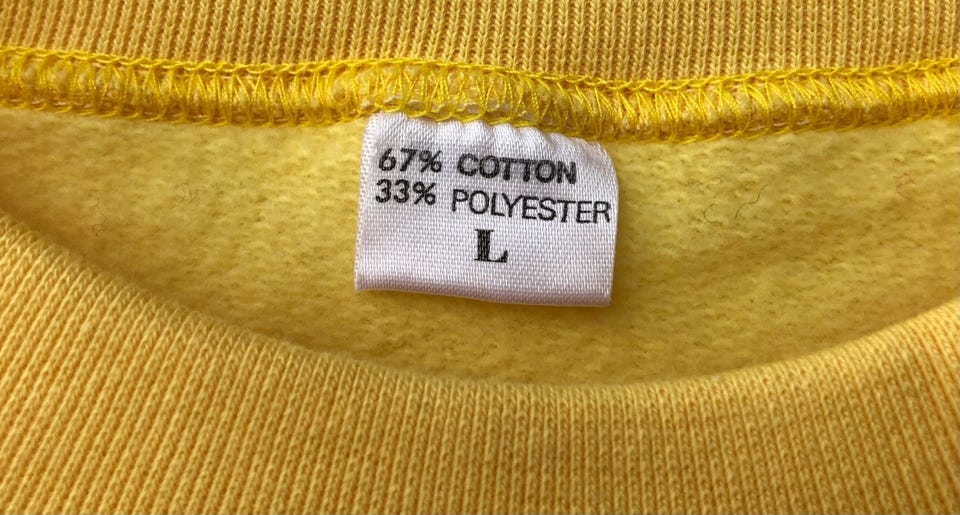 67% COTTON
33% POLYESTER
L